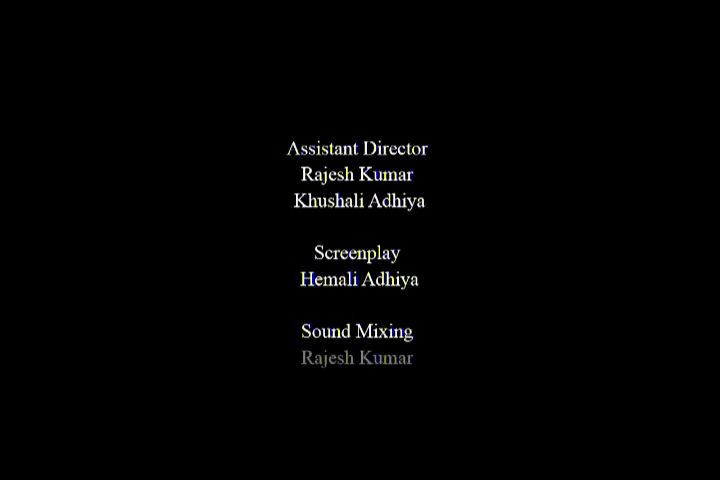 Assistant Director
Rajesh Kumar
Khushali Adhiya
Screenplay
Hemali Adhiya
Sound Mixing
Rajesh Kumar